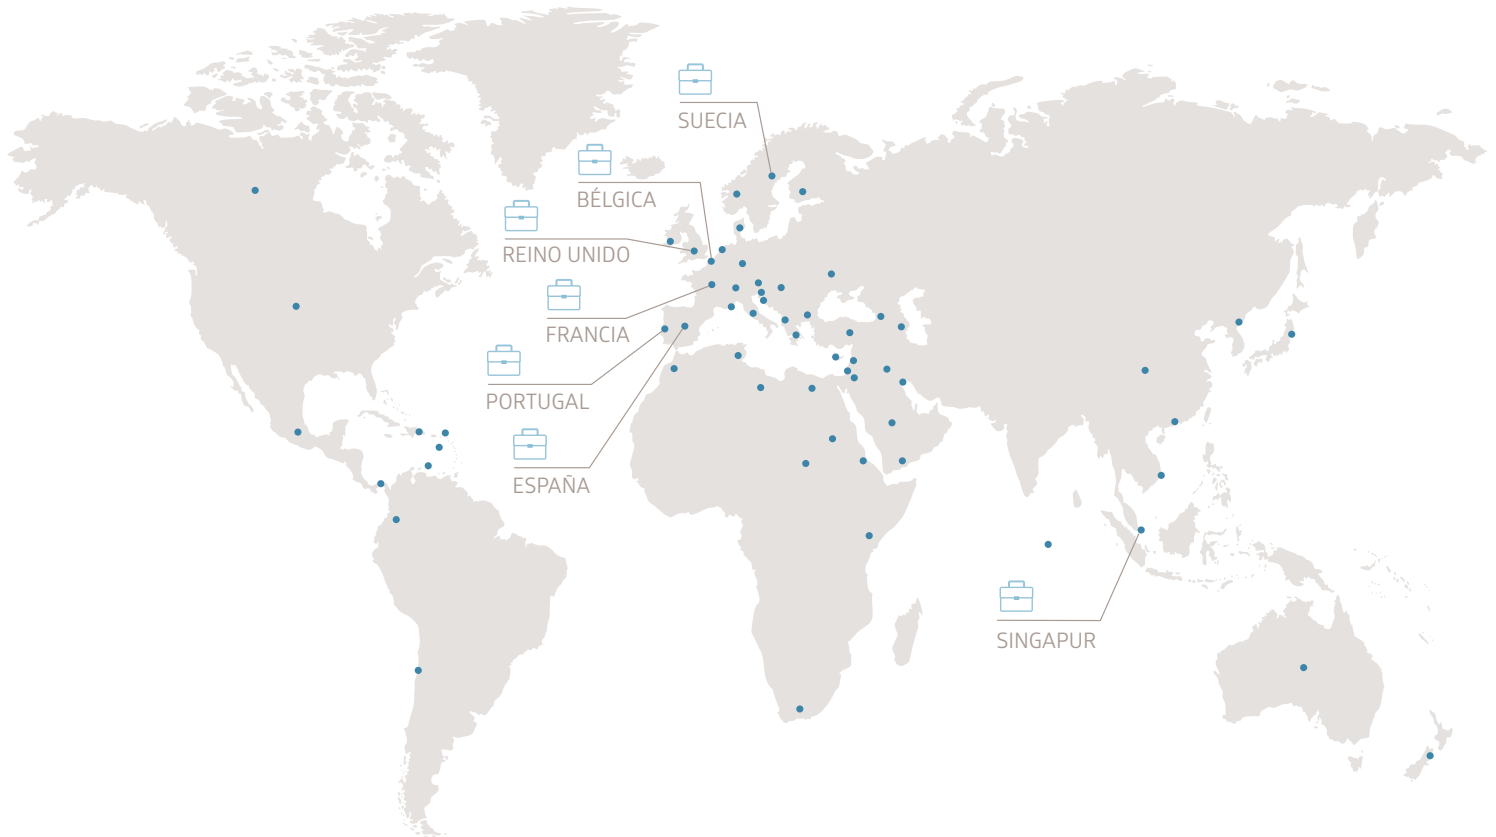 SUECIA
BÉLGICA
REINO UNIDO
FRANCIA
PORTUGAL
ESPAÑA
SINGAPUR